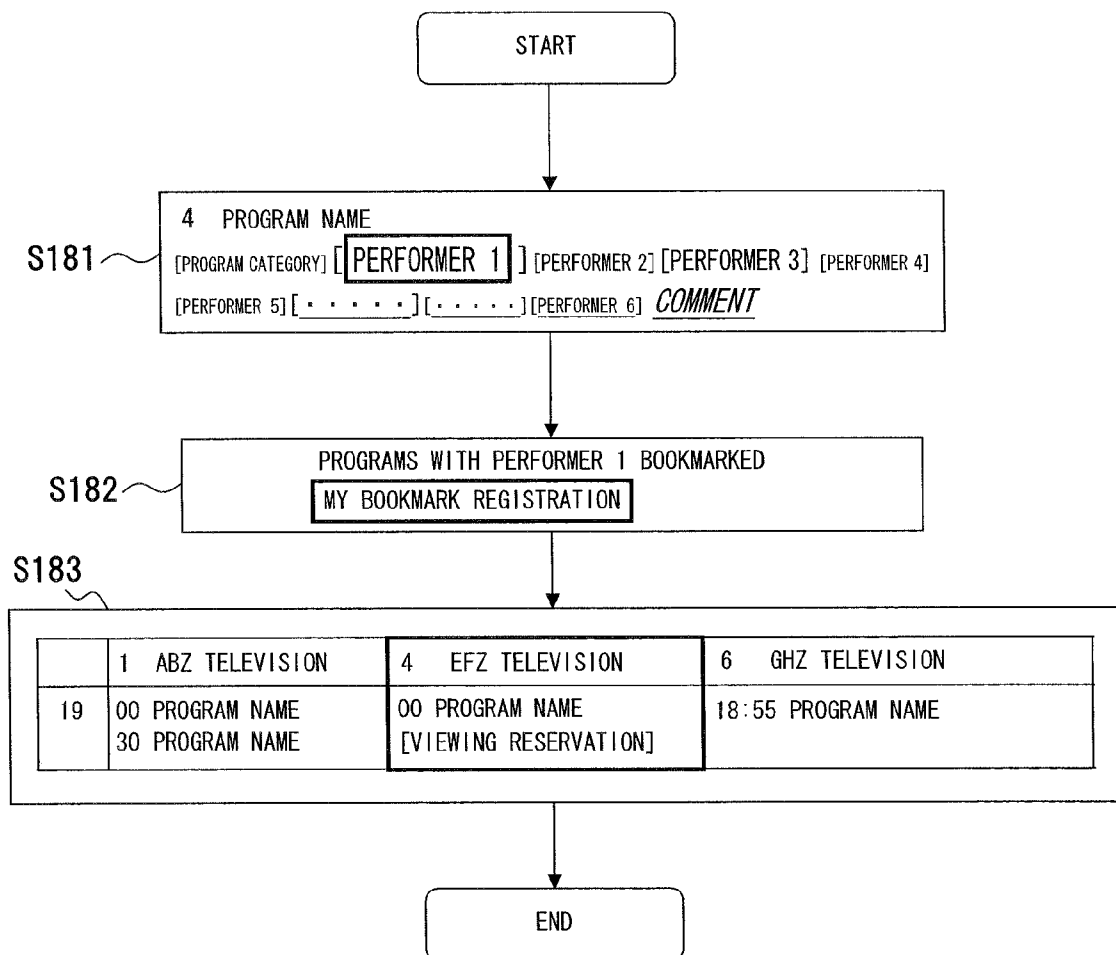 START
S181
4 PROGRAM NAME
[PROGRAM CATEGORY] [PERFORMER 1] [PERFORMER 2] [PERFORMER 3] [PERFORMER 4]
[PERFORMER 5] [·····] [·····] [PERFORMER 6] COMMENT
S182
PROGRAMS WITH PERFORMER 1 BOOKMARKED
MY BOOKMARK REGISTRATION
S183
1 ABZ TELEVISION 4 EFZ TELEVISION 6 GHZ TELEVISION
19 00 PROGRAM NAME 00 PROGRAM NAME 18:55 PROGRAM NAME
30 PROGRAM NAME [VIEWING RESERVATION]
END